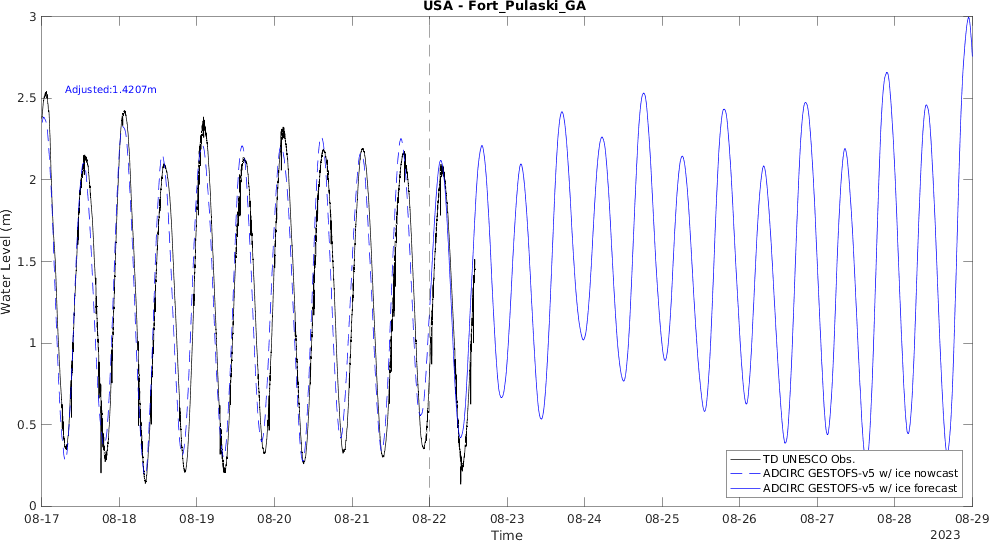 USA - Fort_Pulaski_GA
Adjusted:1.4207m
Water Level (m)
3
2.5
2
1.5
1
0.5
0
08-17 08-18 08-19 08-20 08-21 08-22 08-23 08-24 08-25 08-26 08-27 08-28 08-29
Time
2023
TD UNESCO Obs.
ADCIRC GESTOFS-v5 w/ ice nowcast
ADCIRC GESTOFS-v5 w/ ice forecast